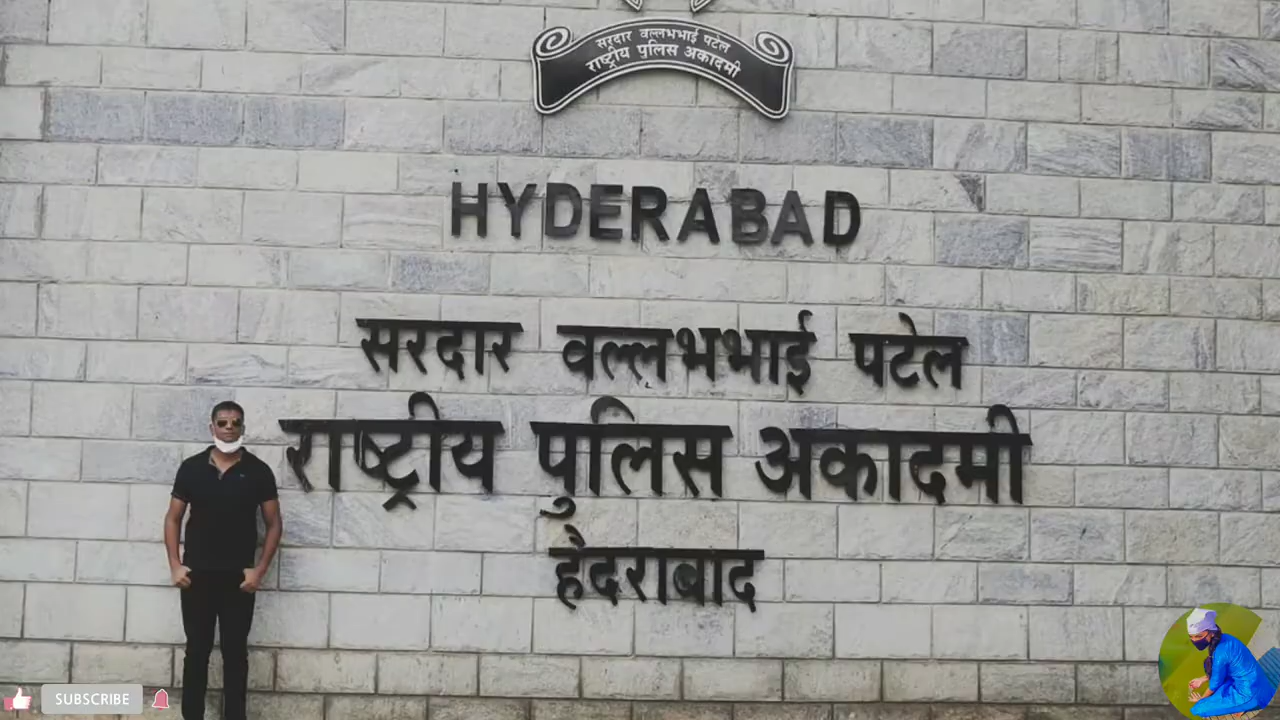 सरदार वल्लभभाई पटेल
राष्ट्रीय पुलिस अकादमी
HYDERABAD
सरदार वल्लभभाई पटेल
राष्ट्रीय पुलिस अकादमी
हैदराबाद
SUBSCRIBE